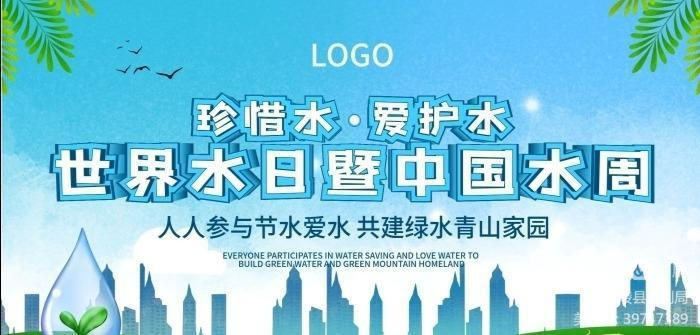 LOGO
珍惜水·爱护水
世界水日暨中国水周
人人参与节水爱水 共建绿水青山家园
EVERYONE PARTICIPATES IN WATER SAVING AND LOVE WATER TO
BUILD GREEN WATER AND GREEN MOUNTAIN HOMELAND